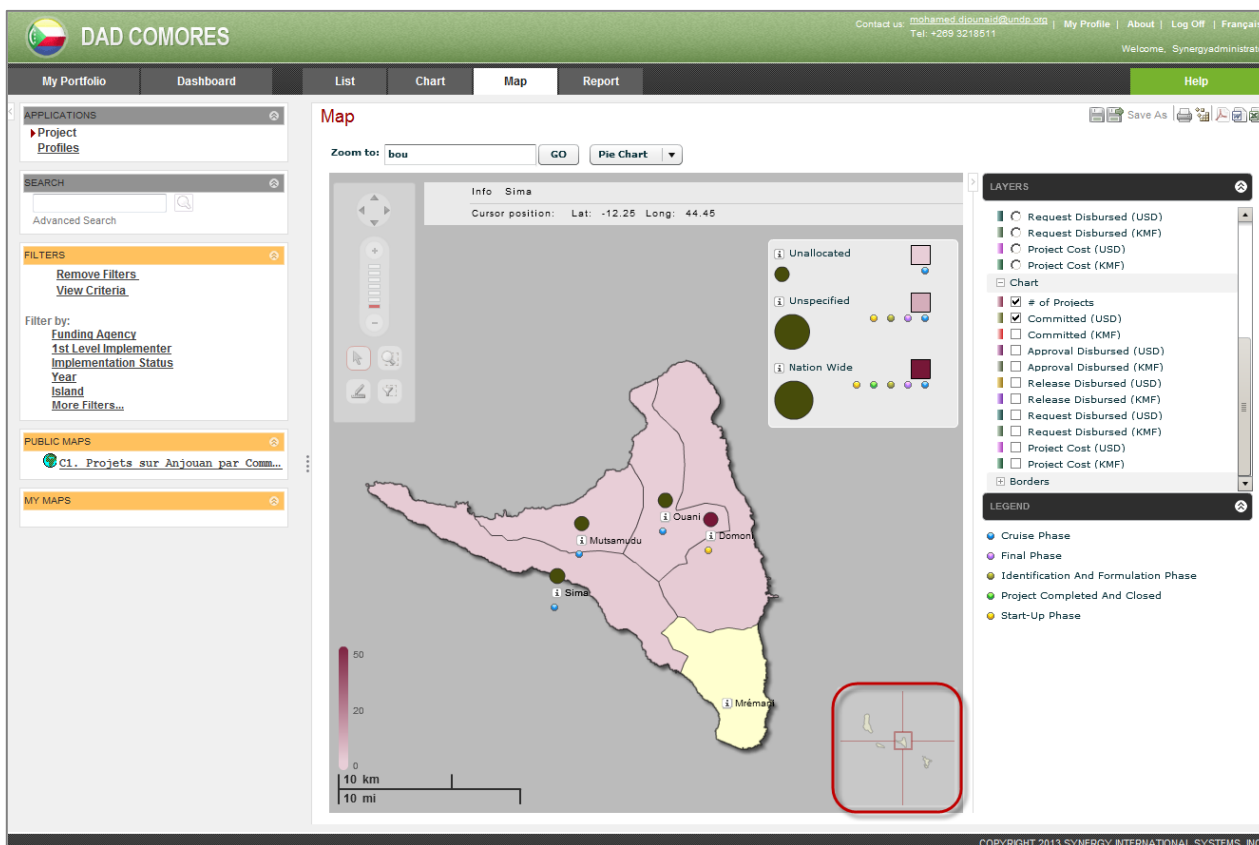 Contact us: mohamed.djounaid@undp.org | My Profile | About | Log Off | Français
Tel: +269 3218511
DAD COMORES
Welcome, Synergyadministrat
My Portfolio Dashboard List Chart Map Report Help
APPLICATIONS
Project
Profiles
SEARCH
Advanced Search
FILTERS
Remove Filters
View Criteria
Filter by:
Funding Agency
1st Level Implementer
Implementation Status
Year
Island
More Filters...
PUBLIC MAPS
C1. Projets sur Anjouan par Comm...
MY MAPS
Map
Save As
Zoom to: bou GO Pie Chart
Info Sima
Cursor position: Lat: -12.25 Long: 44.45
Unallocated
Unspecified
Nation Wide
Ouani
Mutsamudu
Domoni
Sima
Mrémani
50
20
0
10 km
10 mi
LAYERS
Request Disbursed (USD)
Request Disbursed (KMF)
Project Cost (USD)
Project Cost (KMF)
Chart
# of Projects
Committed (USD)
Committed (KMF)
Approval Disbursed (USD)
Approval Disbursed (KMF)
Release Disbursed (USD)
Release Disbursed (KMF)
Request Disbursed (USD)
Request Disbursed (KMF)
Project Cost (USD)
Project Cost (KMF)
Borders
LEGEND
Cruise Phase
Final Phase
Identification And Formulation Phase
Project Completed And Closed
Start-Up Phase
COPYRIGHT 2013 SYNERGY INTERNATIONAL SYSTEMS, INC